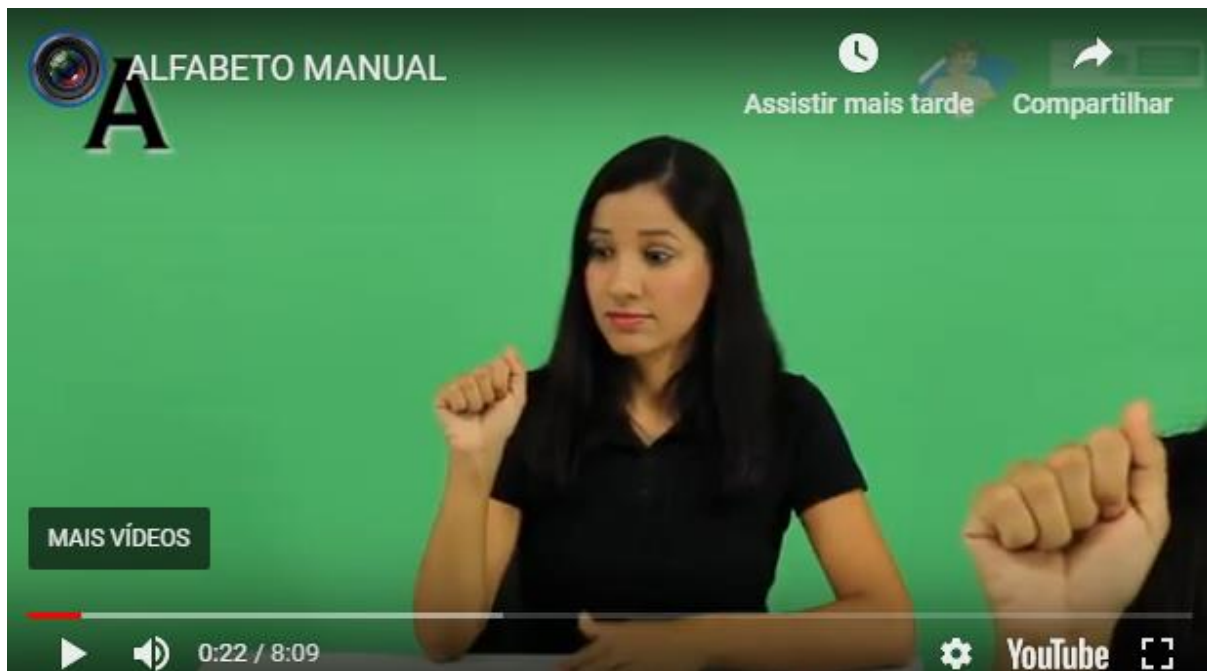 ALFABETO MANUAL
A
Assistir mais tarde
Compartilhar
MAIS VÍDEOS
0:22 / 8:09
YouTube